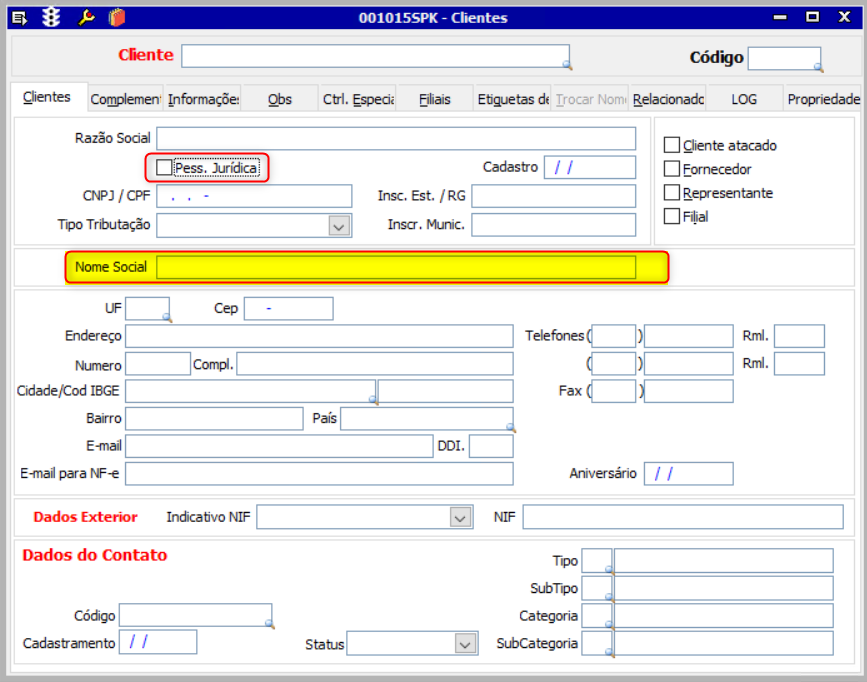 001015SPK - Clientes
Cliente Código
Clientes Complement Informações Obs Ctrl. Especia Filiais Etiquetas de Trocar Nome Relacionado LOG Propriedade
Razão Social
Pess. Jurídica Cadastro / /
CNPJ / CPF . . - Insc. Est. / RG
Tipo Tributação Inscr. Munic.
Cliente atacado
Fornecedor
Representante
Filial
Nome Social
UF Cep -
Endereço Telefones ( ) Rml.
Numero Compl. ( ) Rml.
Cidade/Cod IBGE Fax ( )
Bairro País
E-mail DDI.
E-mail para NF-e Aniversário / /
Dados Exterior Indicativo NIF NIF
Dados do Contato
Tipo
SubTipo
Código Categoria
Cadastramento / / Status SubCategoria